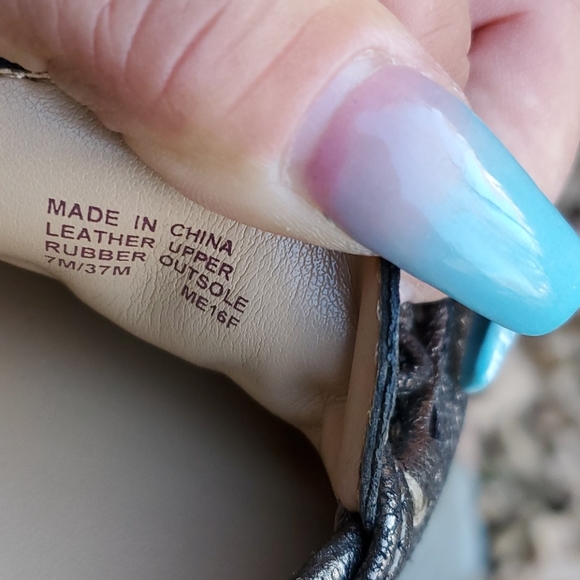 MADE IN CHINA
LEATHER UPPER
RUBBER OUTSOLE
7M/37M ME16F